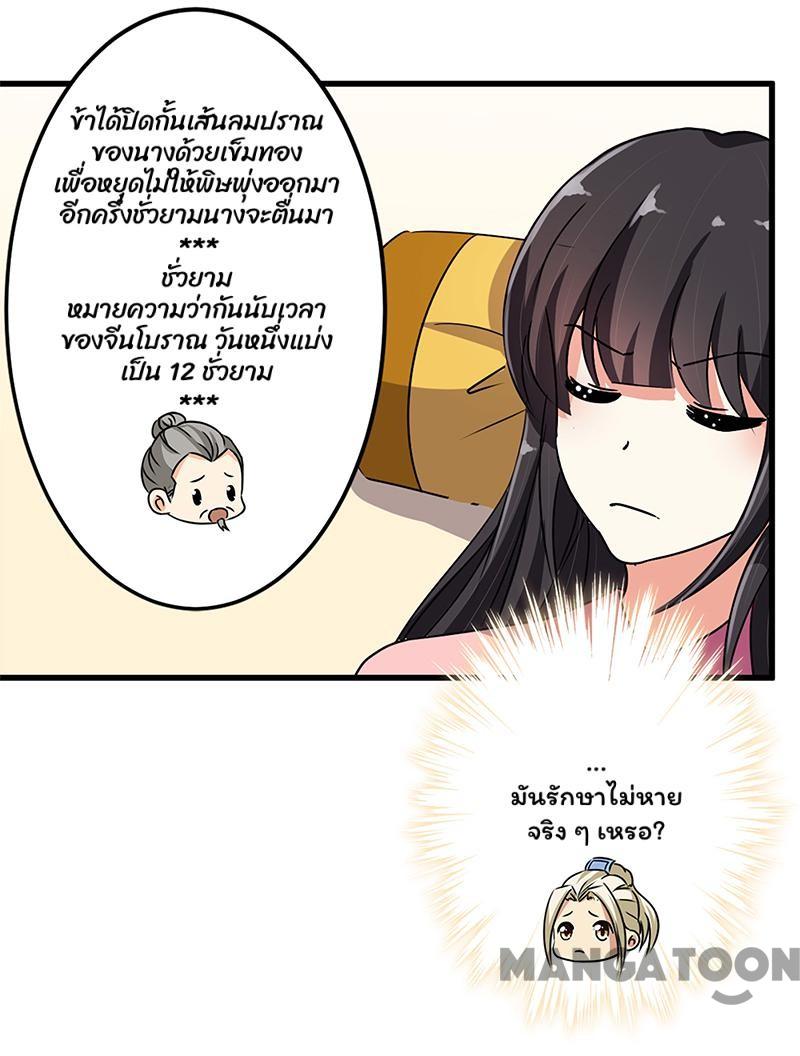 ข้าได้ปิดกั้นเส้นลมปราณ
ของนางด้วยเข็มทอง
เพื่อหยุดไม่ให้พิษพุ่งออกมา
อีกครึ่งชั่วยามนางจะตื่นมา
***
ชั่วยาม
หมายความว่ากันนับเวลา
ของจีนโบราณ วันหนึ่งแบ่ง
เป็น 12 ชั่วยาม
***
...
มันรักษาไม่หาย
จริง ๆ เหรอ?
MANGATOON